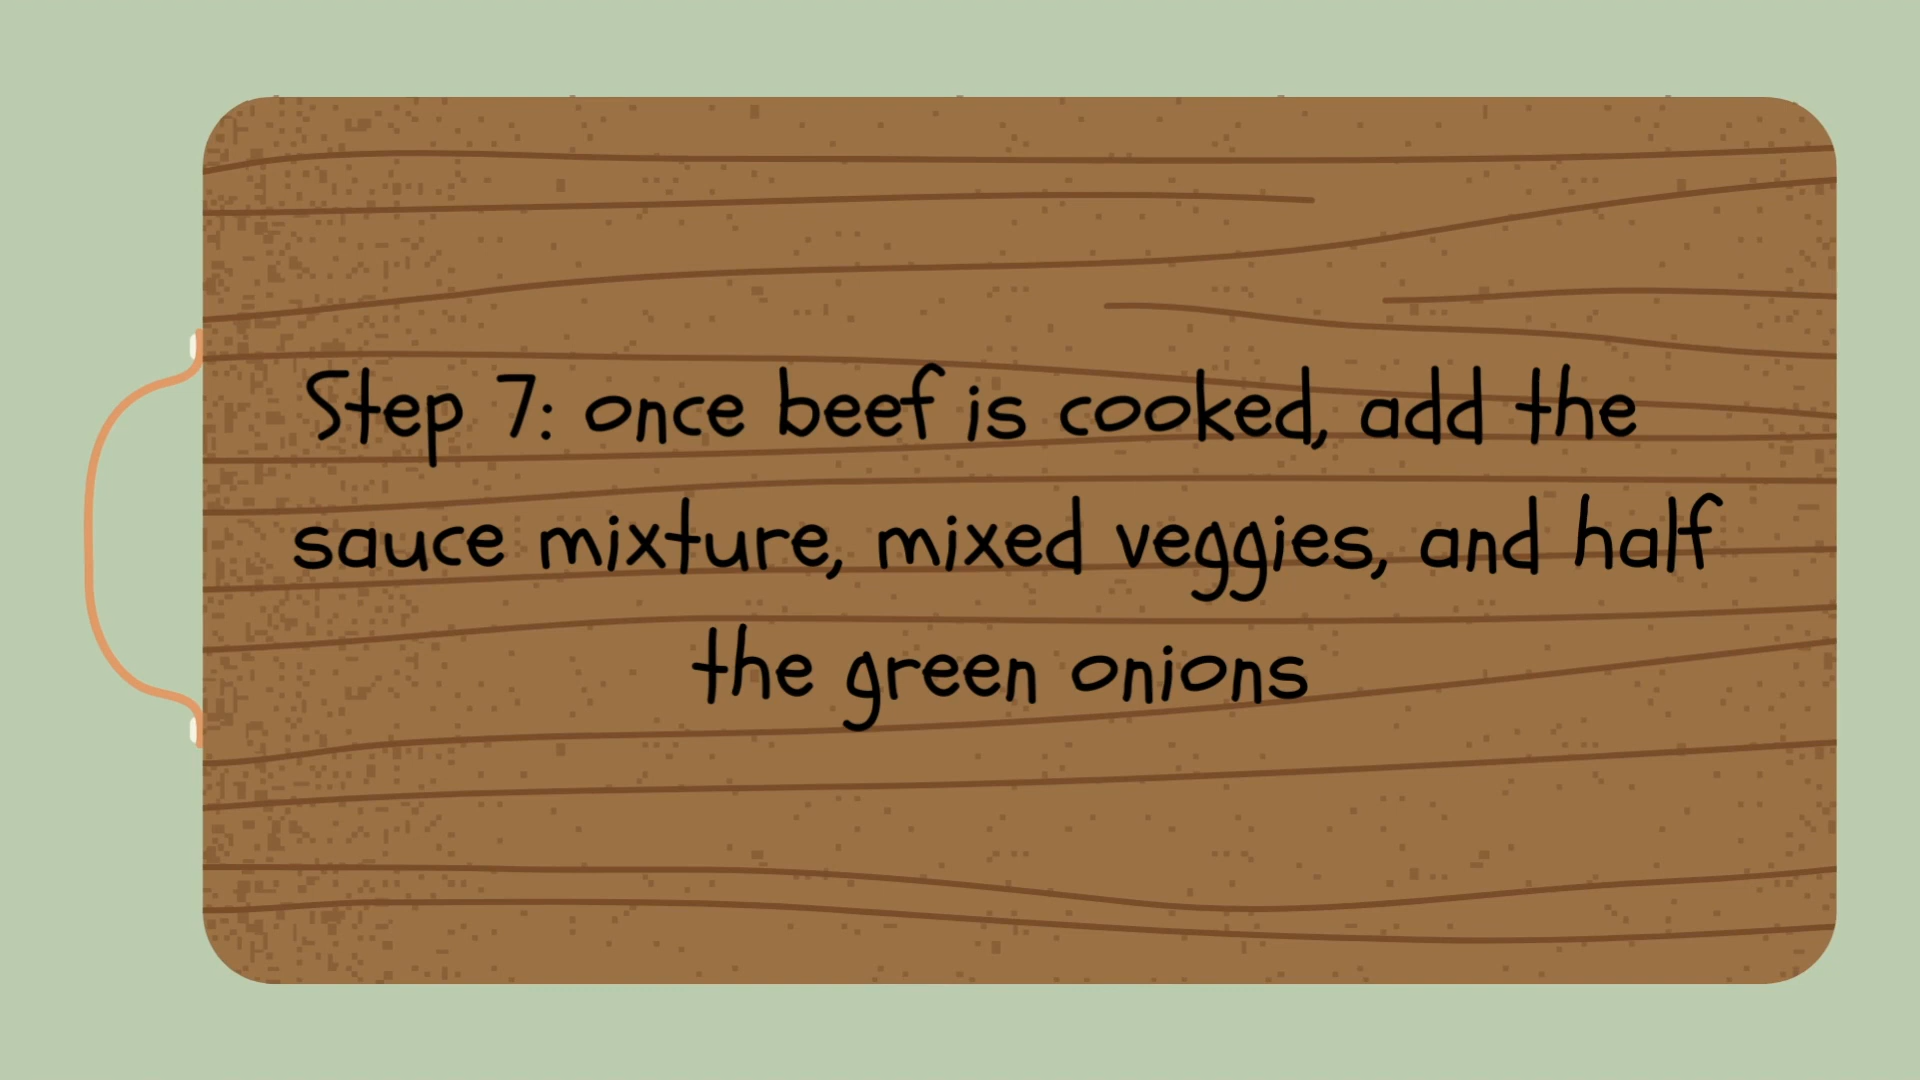 Step 7: once beef is cooked, add the
sauce mixture, mixed veggies, and half
the green onions